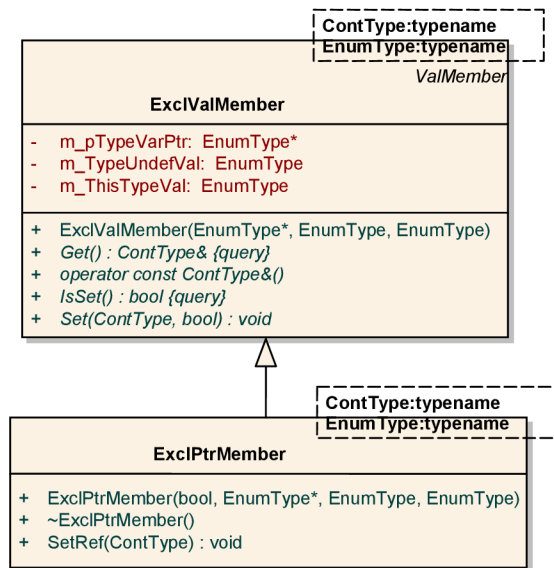 ContType:typename
EnumType:typename
ValMember
ExclValMember
- m_pTypeVarPtr: EnumType*
- m_TypeUndefVal: EnumType
- m_ThisTypeVal: EnumType
+ ExclValMember(EnumType*, EnumType, EnumType)
+ Get() : ContType& {query}
+ operator const ContType&()
+ IsSet() : bool {query}
+ Set(ContType, bool) : void
ContType:typename
EnumType:typename
ExclPtrMember
+ ExclPtrMember(bool, EnumType*, EnumType, EnumType)
+ ~ExclPtrMember()
+ SetRef(ContType) : void